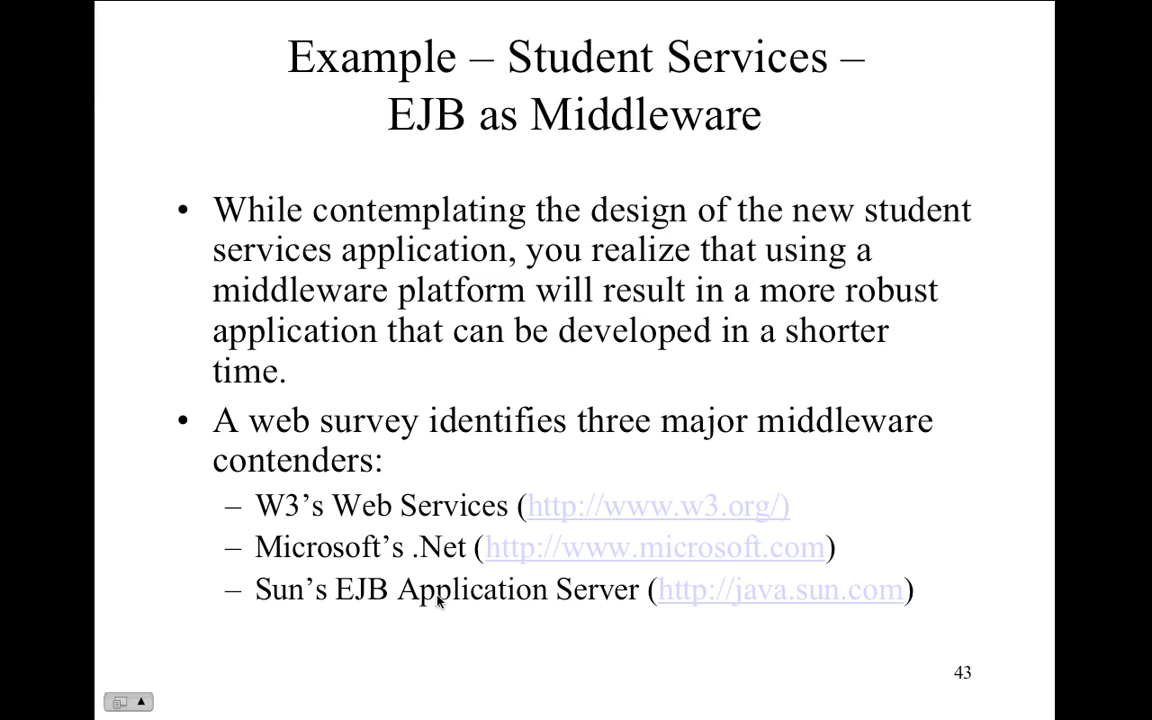 Example – Student Services –
EJB as Middleware
• While contemplating the design of the new student
services application, you realize that using a
middleware platform will result in a more robust
application that can be developed in a shorter
time.
• A web survey identifies three major middleware
contenders:
– W3’s Web Services (http://www.w3.org/)
– Microsoft’s .Net (http://www.microsoft.com)
– Sun’s EJB Application Server (http://java.sun.com)
43